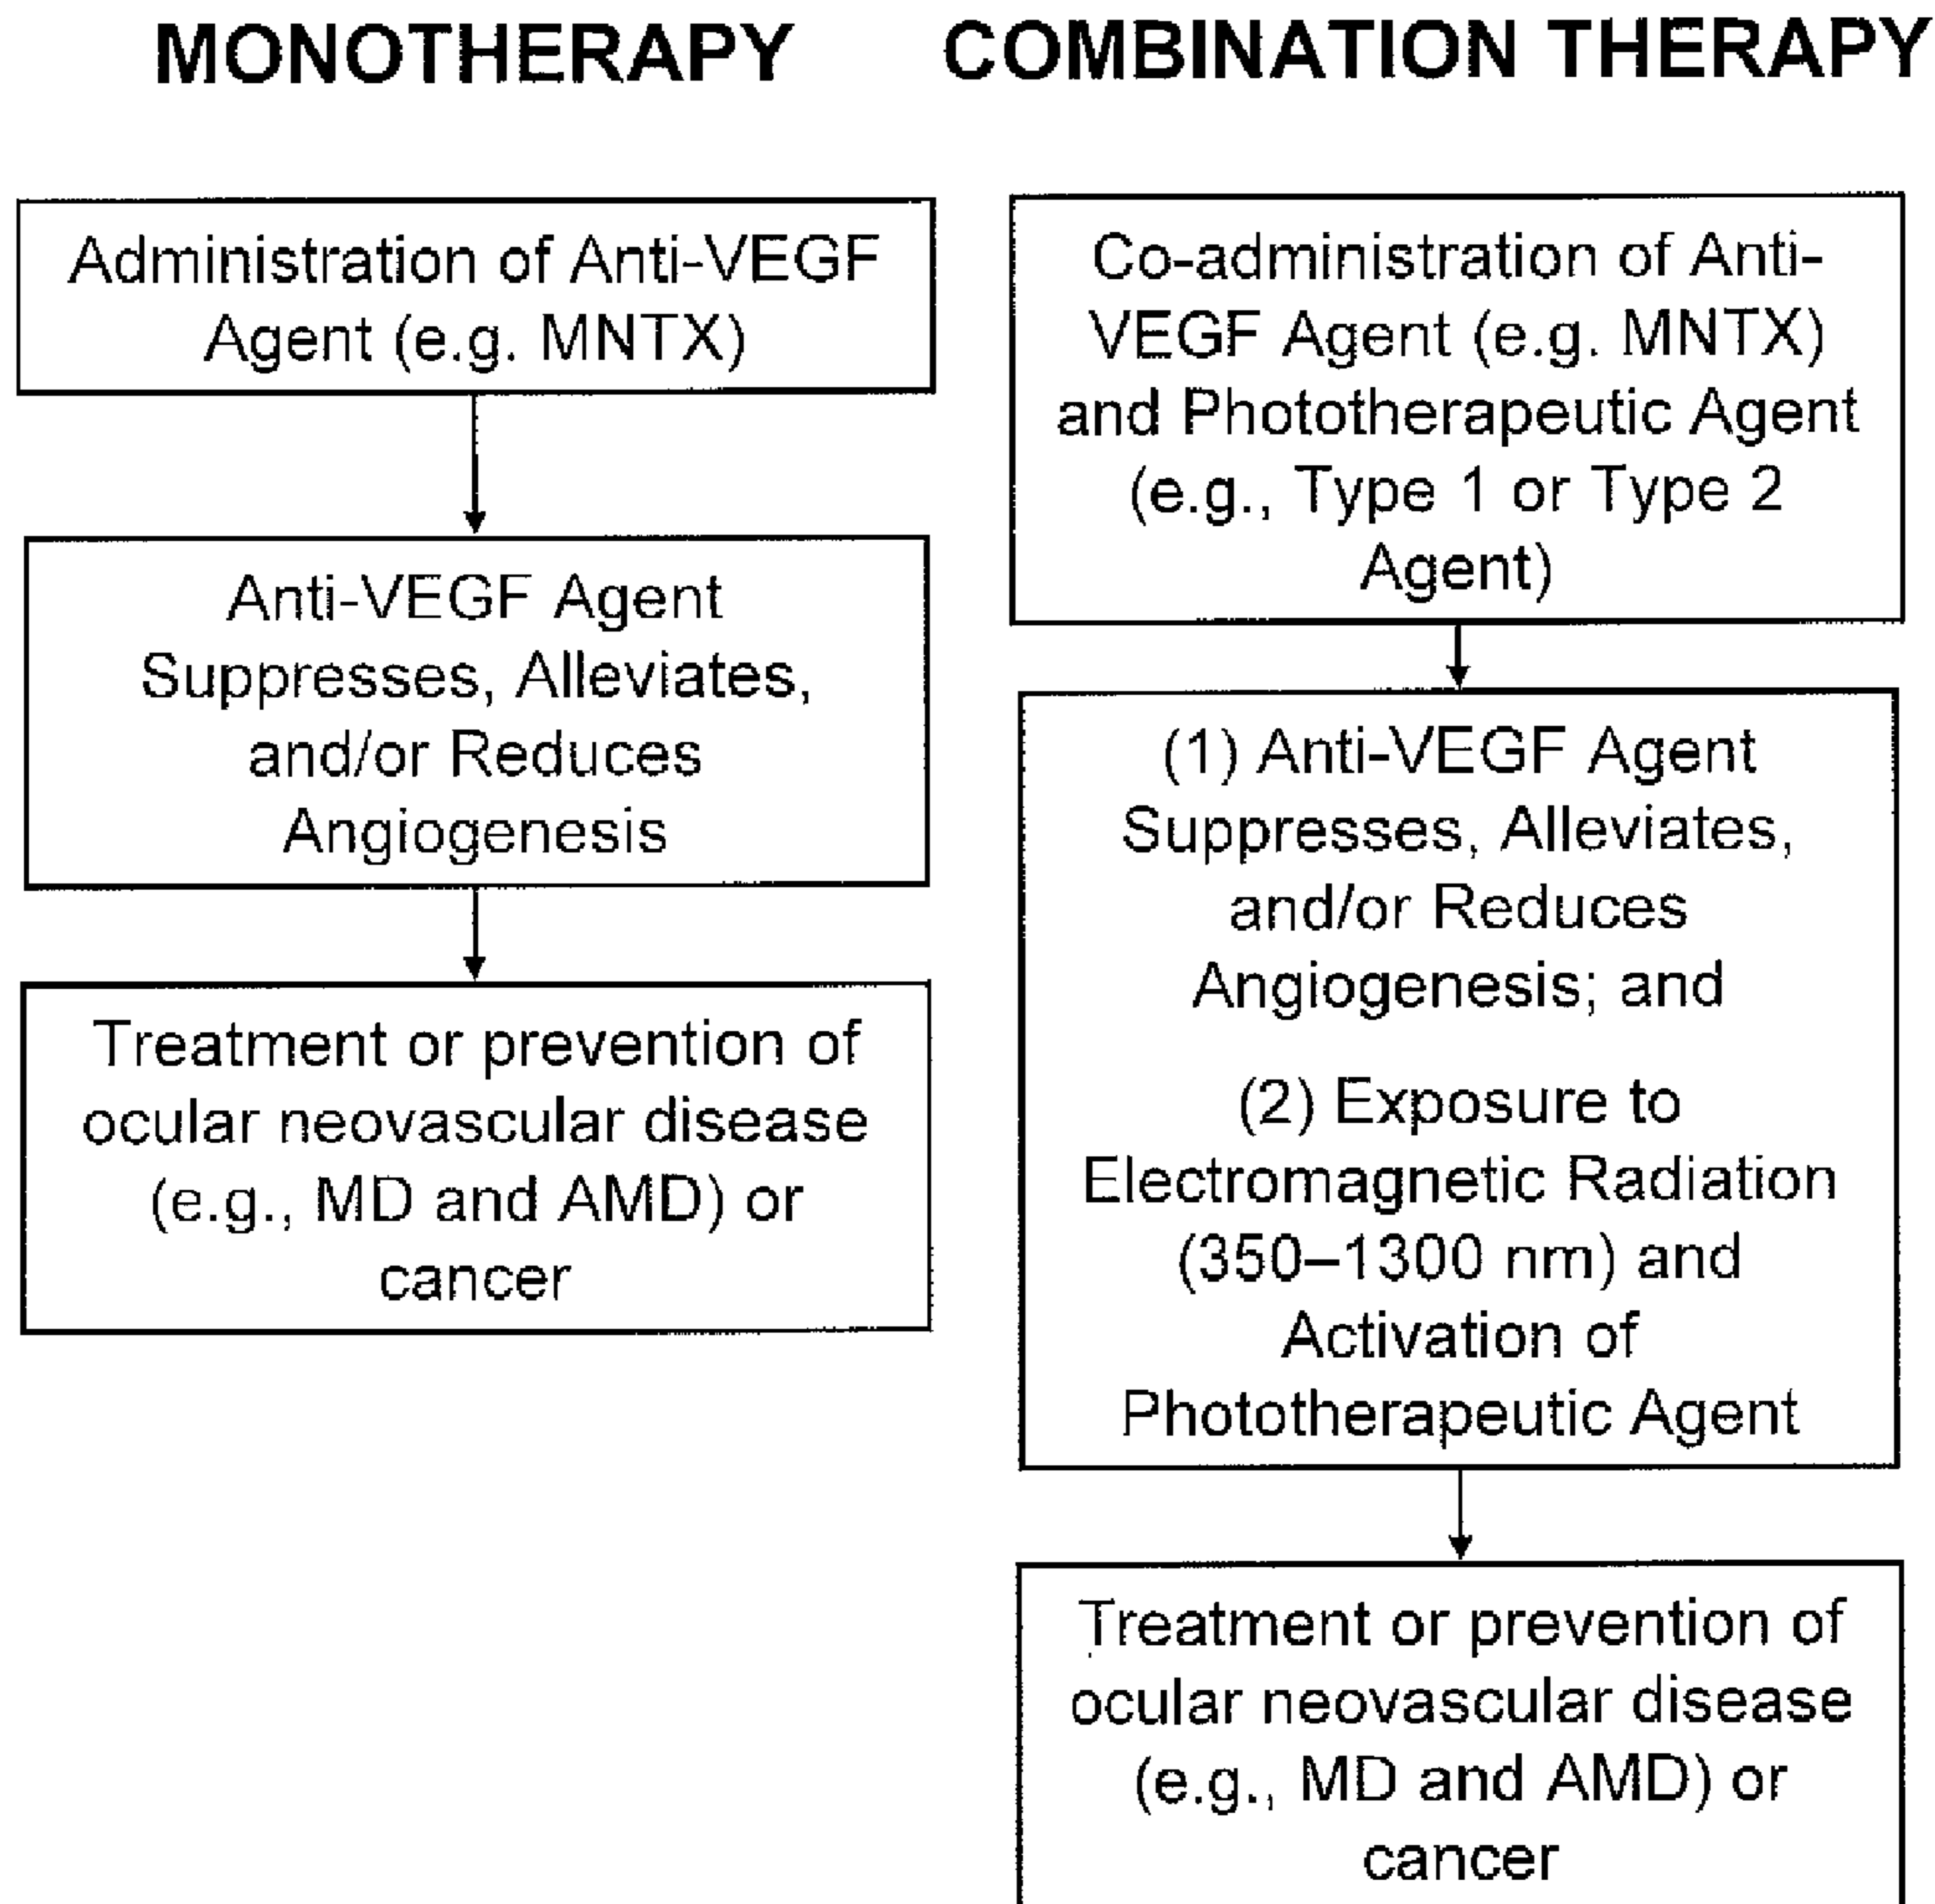 MONOTHERAPY
Administration of Anti-VEGF
Agent (e.g. MNTX)
Anti-VEGF Agent
Suppresses, Alleviates,
and/or Reduces
Angiogenesis
Treatment or prevention of
ocular neovascular disease
(e.g., MD and AMD) or
cancer
COMBINATION THERAPY
Co-administration of Anti-
VEGF Agent (e.g. MNTX)
and Phototherapeutic Agent
(e.g., Type 1 or Type 2
Agent)
(1) Anti-VEGF Agent
Suppresses, Alleviates,
and/or Reduces
Angiogenesis; and
(2) Exposure to
Electromagnetic Radiation
(350–1300 nm) and
Activation of
Phototherapeutic Agent
Treatment or prevention of
ocular neovascular disease
(e.g., MD and AMD) or
cancer